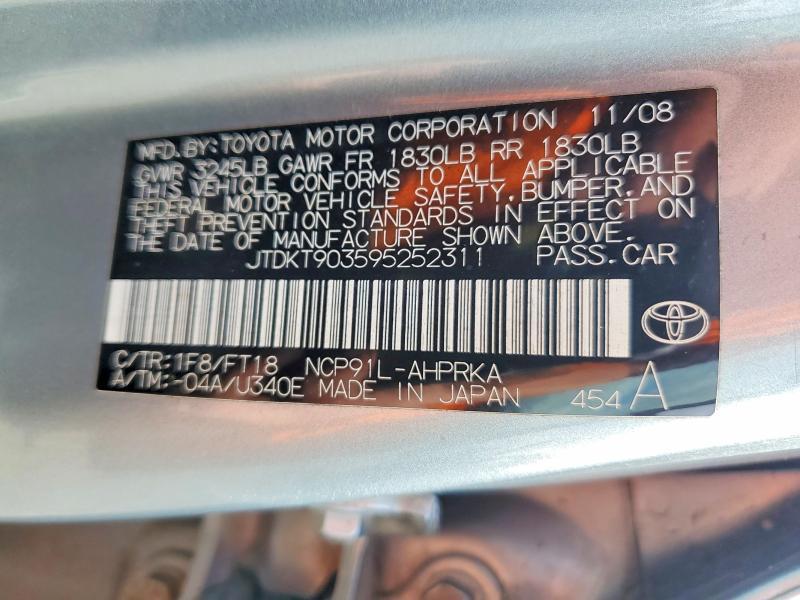 MFD. BY: TOYOTA MOTOR CORPORATION 11/08
GVWR 3245LB GAWR FR 1830LB RR 1830LB
THIS VEHICLE CONFORMS TO ALL APPLICABLE
FEDERAL MOTOR VEHICLE SAFETY, BUMPER, AND
THEFT PREVENTION STANDARDS IN EFFECT ON
THE DATE OF MANUFACTURE SHOWN ABOVE.
JTDKT903595252311 PASS.CAR
C/TR: 1F8/FT18 NCP91L-AHPRKA
A/TM: -04A/U340E MADE IN JAPAN 454 A